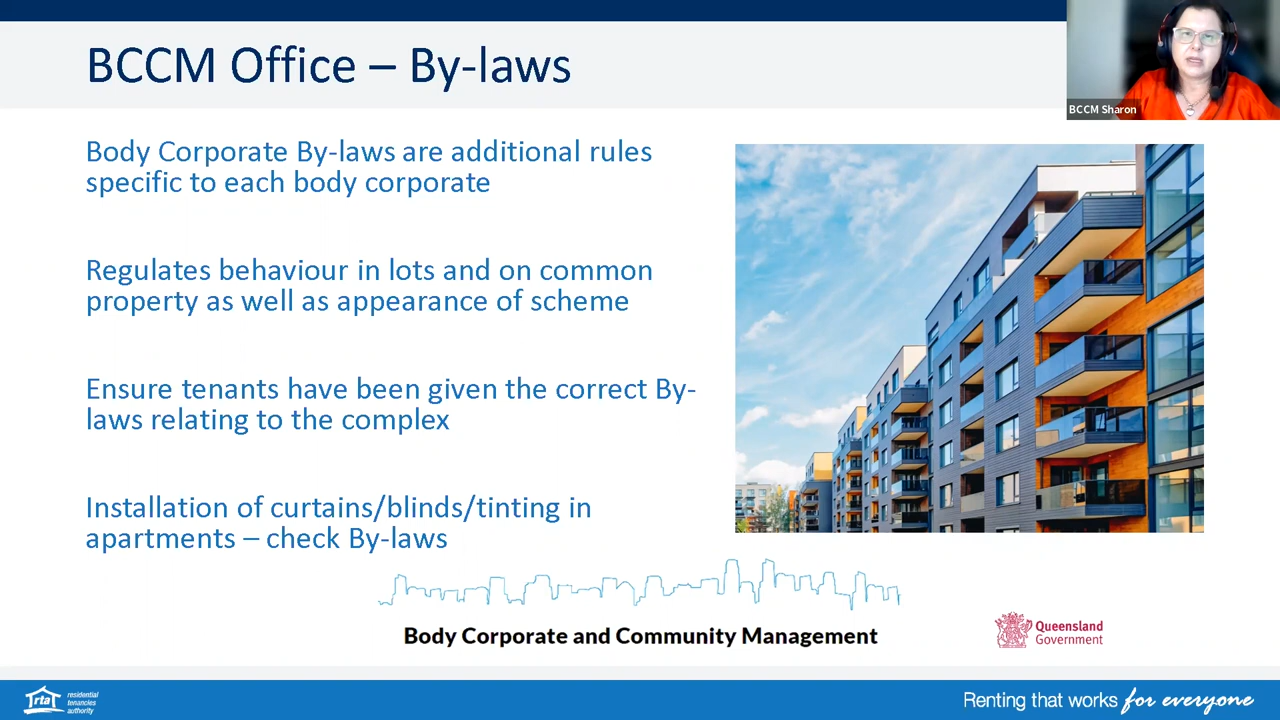 BCCM Office – By-laws
BCCM Sharon
Body Corporate By-laws are additional rules
specific to each body corporate
Regulates behaviour in lots and on common
property as well as appearance of scheme
Ensure tenants have been given the correct By-
laws relating to the complex
Installation of curtains/blinds/tinting in
apartments – check By-laws
Body Corporate and Community Management
Queensland
Government
rta
residential
tenancies
authority
Renting that works for everyone